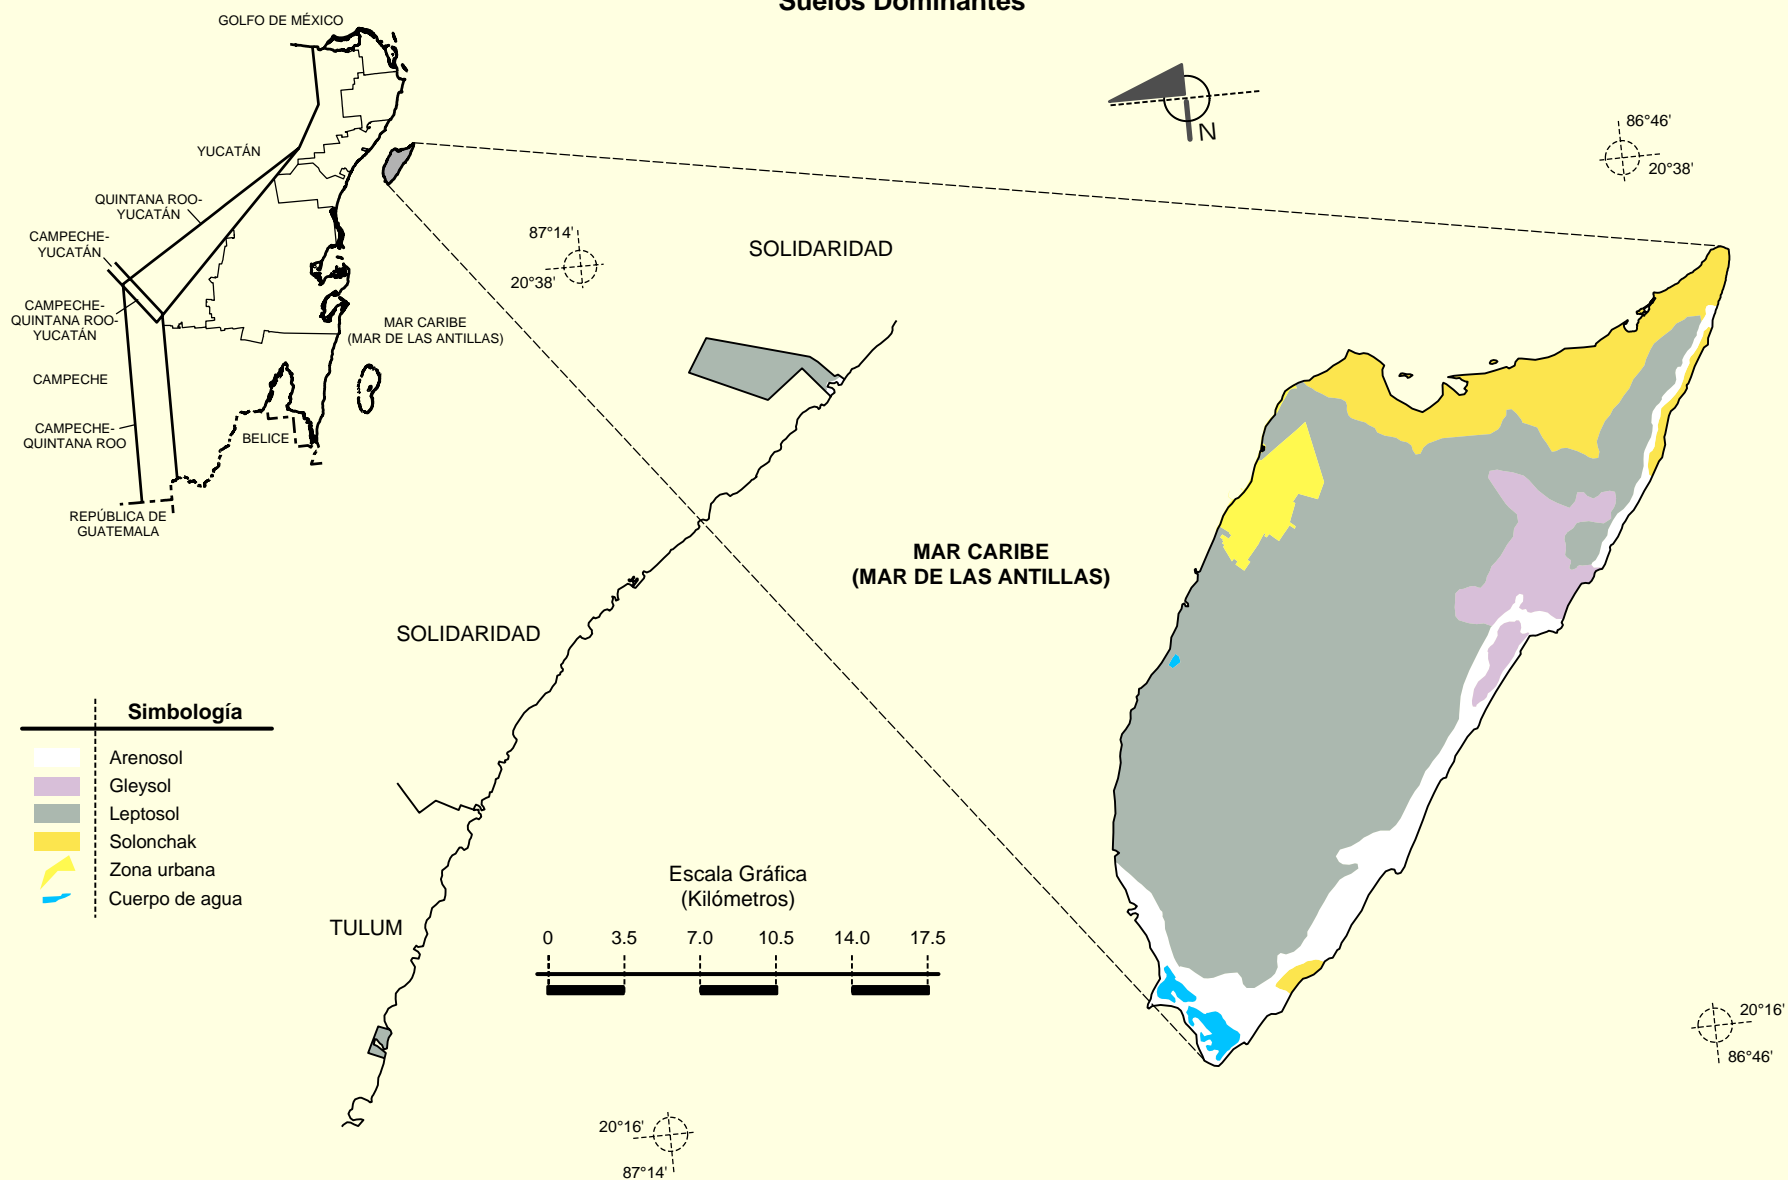 Suelos Dominantes
GOLFO DE MÉXICO
YUCATÁN
QUINTANA ROO-
YUCATÁN
CAMPECHE-
YUCATÁN
CAMPECHE-
QUINTANA ROO-
YUCATÁN
CAMPECHE
CAMPECHE-
QUINTANA ROO
BELICE
REPÚBLICA DE
GUATEMALA
MAR CARIBE
(MAR DE LAS ANTILLAS)
N
86°46'
20°38'
87°14'
20°38'
SOLIDARIDAD
MAR CARIBE
(MAR DE LAS ANTILLAS)
SOLIDARIDAD
TULUM
Simbología
Arenosol
Gleysol
Leptosol
Solonchak
Zona urbana
Cuerpo de agua
Escala Gráfica
(Kilómetros)
0 3.5 7.0 10.5 14.0 17.5
20°16'
86°46'
20°16'
87°14'